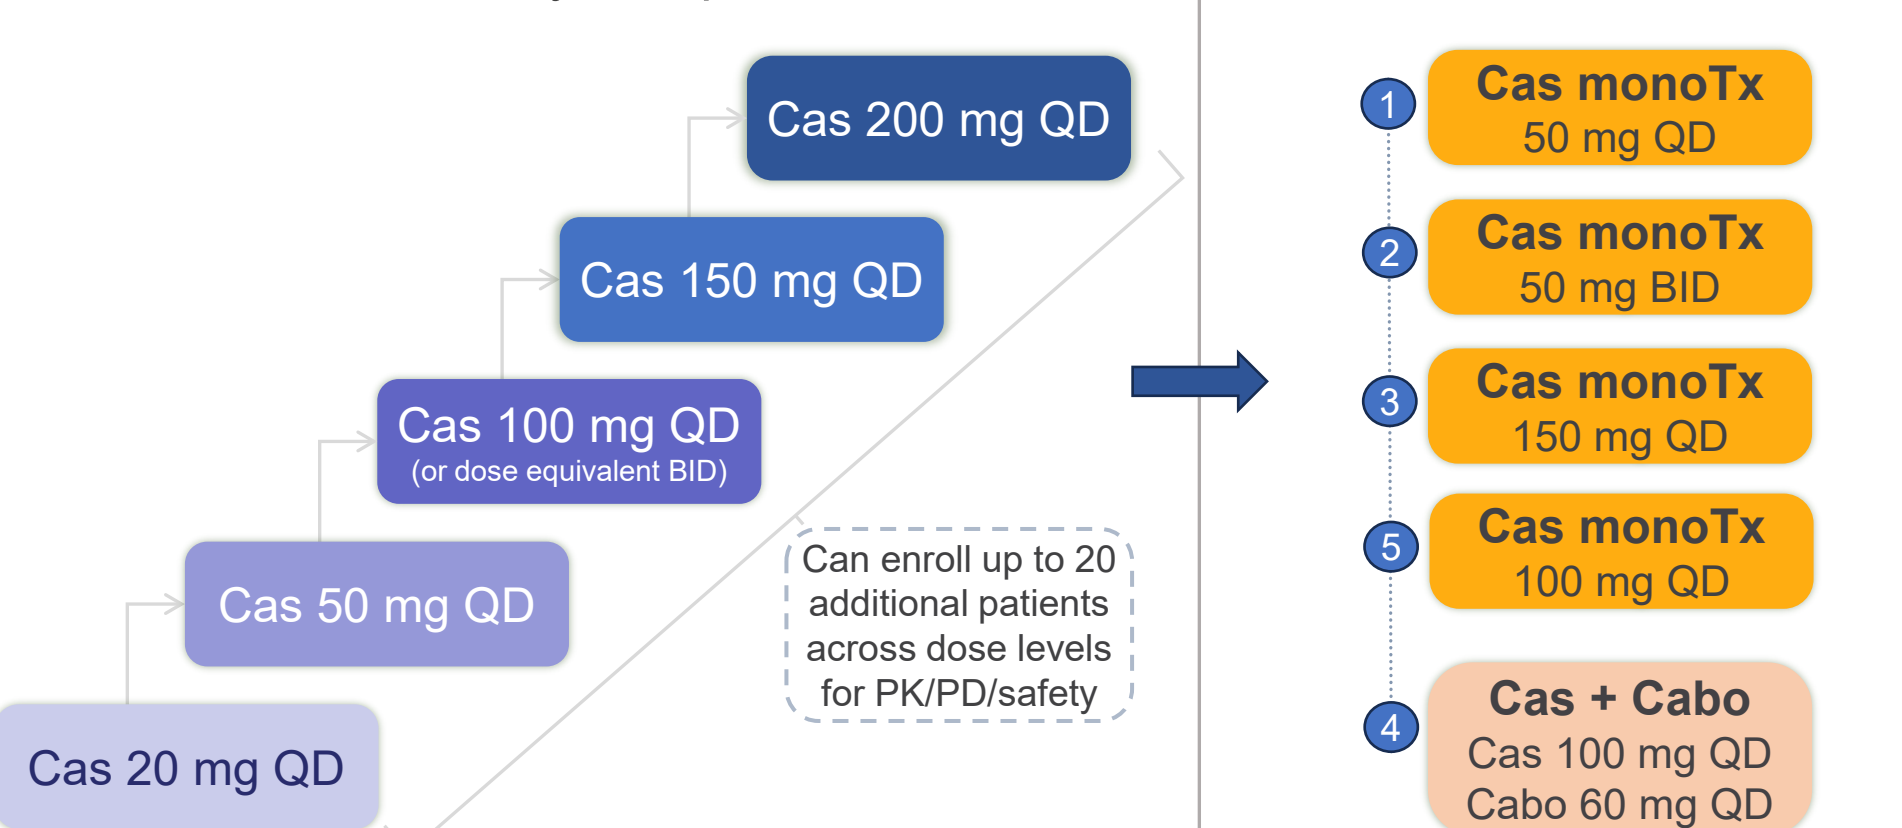 Cas 200 mg QD
Cas 150 mg QD
Cas 100 mg QD
(or dose equivalent BID)
Cas 50 mg QD
Cas 20 mg QD
Can enroll up to 20
additional patients
across dose levels
for PK/PD/safety
1
Cas monoTx
50 mg QD
2
Cas monoTx
50 mg BID
3
Cas monoTx
150 mg QD
5
Cas monoTx
100 mg QD
4
Cas + Cabo
Cas 100 mg QD
Cabo 60 mg QD